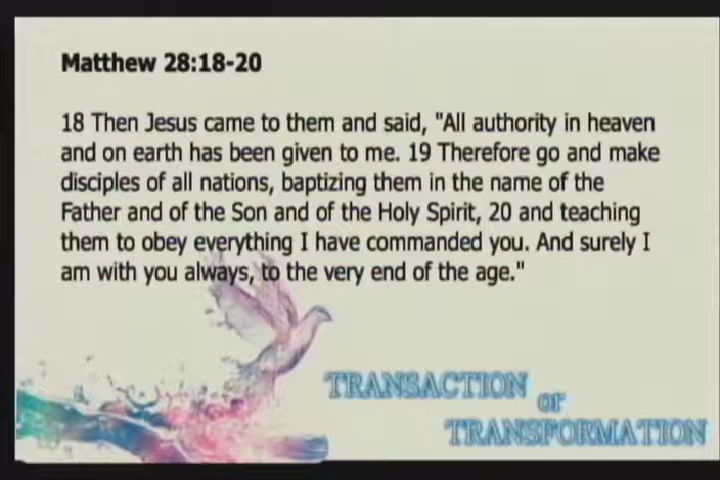 Matthew 28:18-20
18 Then Jesus came to them and said, "All authority in heaven
and on earth has been given to me. 19 Therefore go and make
disciples of all nations, baptizing them in the name of the
Father and of the Son and of the Holy Spirit, 20 and teaching
them to obey everything I have commanded you. And surely I
am with you always, to the very end of the age."
TRANSACTION
or
TRANSFORMATION